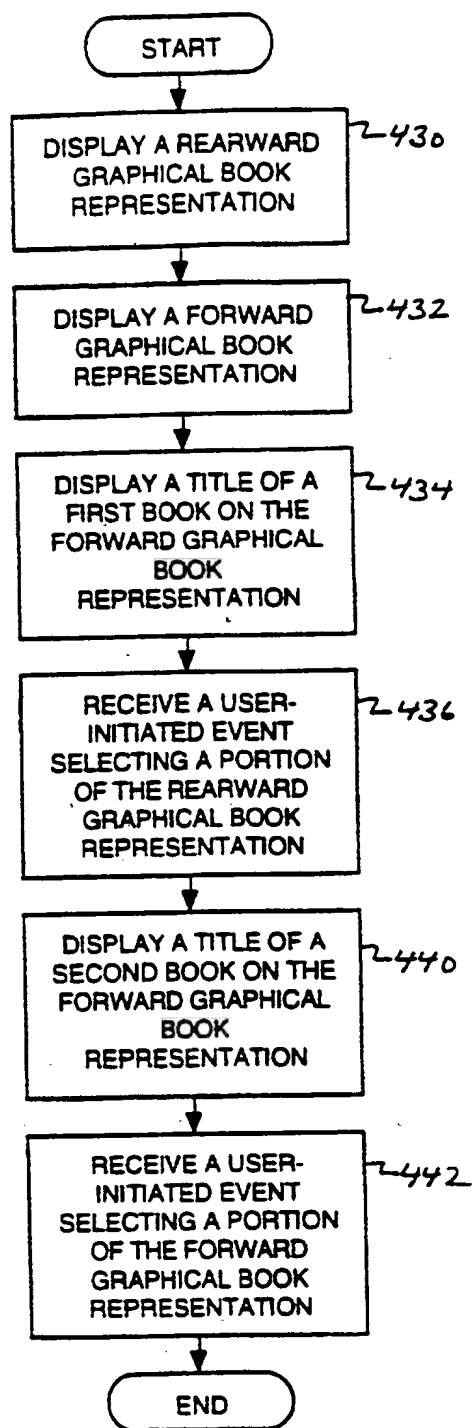 START
DISPLAY A REARWARD
GRAPHICAL BOOK
REPRESENTATION
430
DISPLAY A FORWARD
GRAPHICAL BOOK
REPRESENTATION
432
DISPLAY A TITLE OF A
FIRST BOOK ON THE
FORWARD GRAPHICAL
BOOK
REPRESENTATION
434
RECEIVE A USER-
INITIATED EVENT
SELECTING A PORTION
OF THE REARWARD
GRAPHICAL BOOK
REPRESENTATION
436
DISPLAY A TITLE OF A
SECOND BOOK ON THE
FORWARD GRAPHICAL
BOOK
REPRESENTATION
440
RECEIVE A USER-
INITIATED EVENT
SELECTING A PORTION
OF THE FORWARD
GRAPHICAL BOOK
REPRESENTATION
442
END